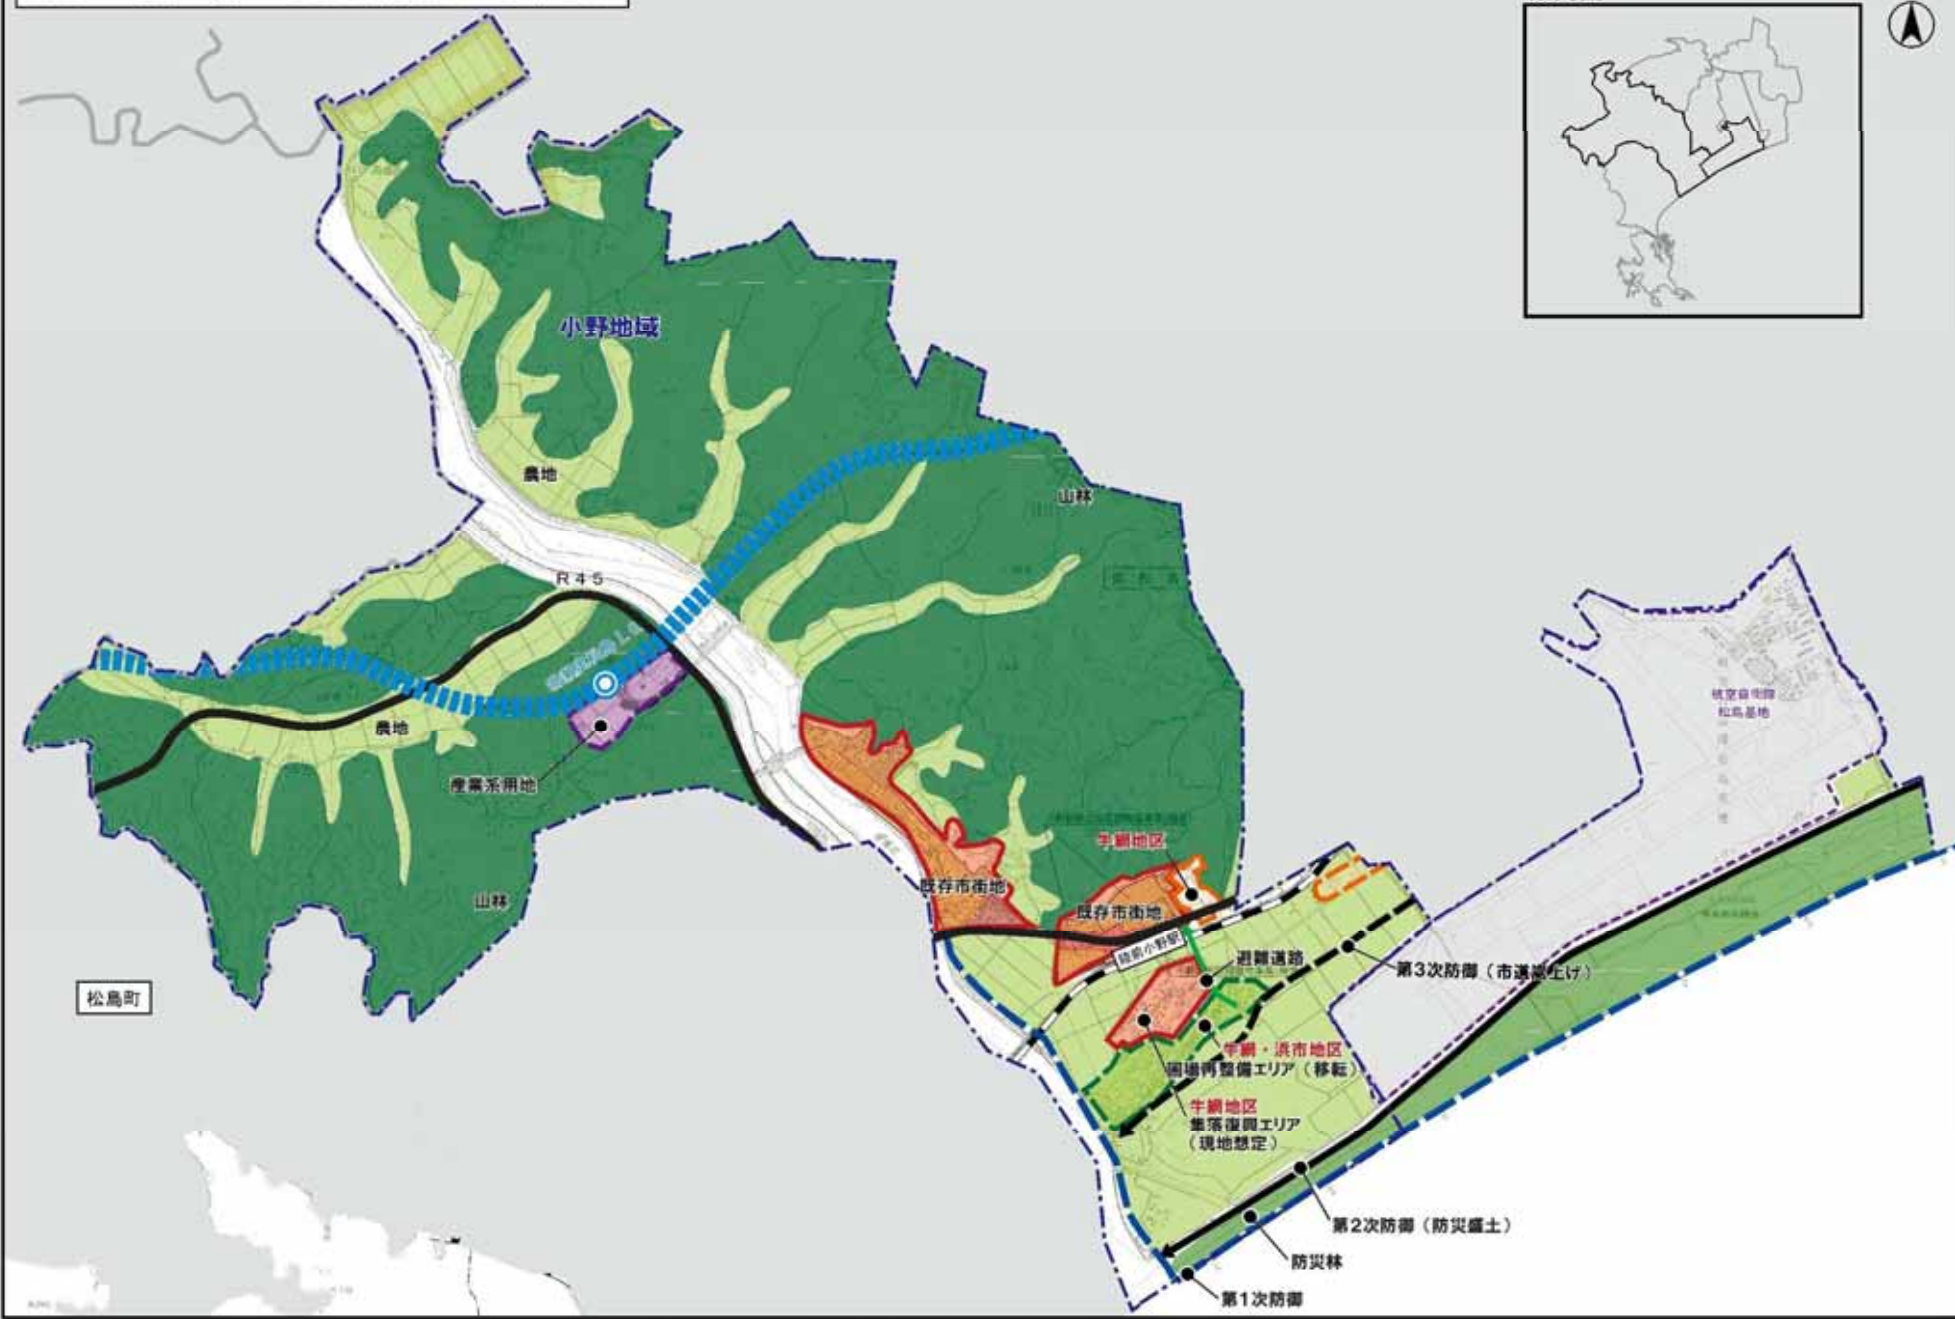 小野地域
農地
山林
R45
農地
産業系用地
航空自衛隊
松島基地
牛網地区
山林
既存市街地
既存市街地
陸前小野駅
避難道路
第3次防御（市道嵩上げ）
松島町
牛網・浜市地区
圃場再整備エリア（移転）
牛網地区
集落復興エリア
（現地想定）
第2次防御（防災盛土）
防災林
第1次防御